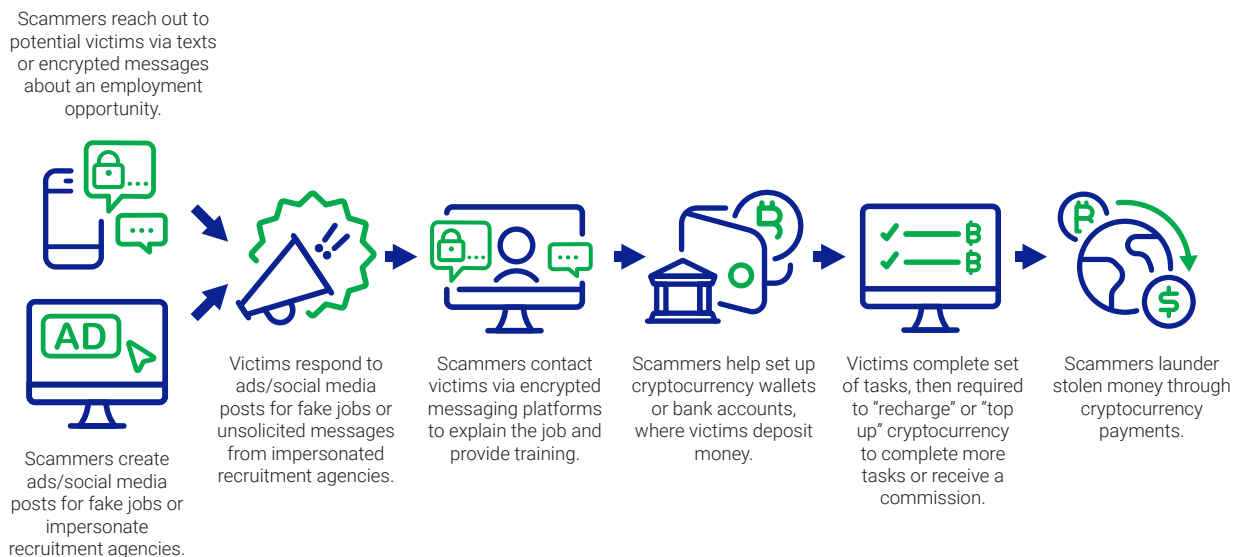 Scammers reach out to
potential victims via texts
or encrypted messages
about an employment
opportunity.
AD
Scammers create
ads/social media
posts for fake jobs or
impersonate
recruitment agencies.
Victims respond to
ads/social media
posts for fake jobs or
unsolicited messages
from impersonated
recruitment agencies.
Scammers contact
victims via encrypted
messaging platforms
to explain the job and
provide training.
Scammers help set up
cryptocurrency wallets
or bank accounts,
where victims deposit
money.
Victims complete set
of tasks, then required
to “recharge” or “top
up” cryptocurrency
to complete more
tasks or receive a
commission.
Scammers launder
stolen money through
cryptocurrency
payments.